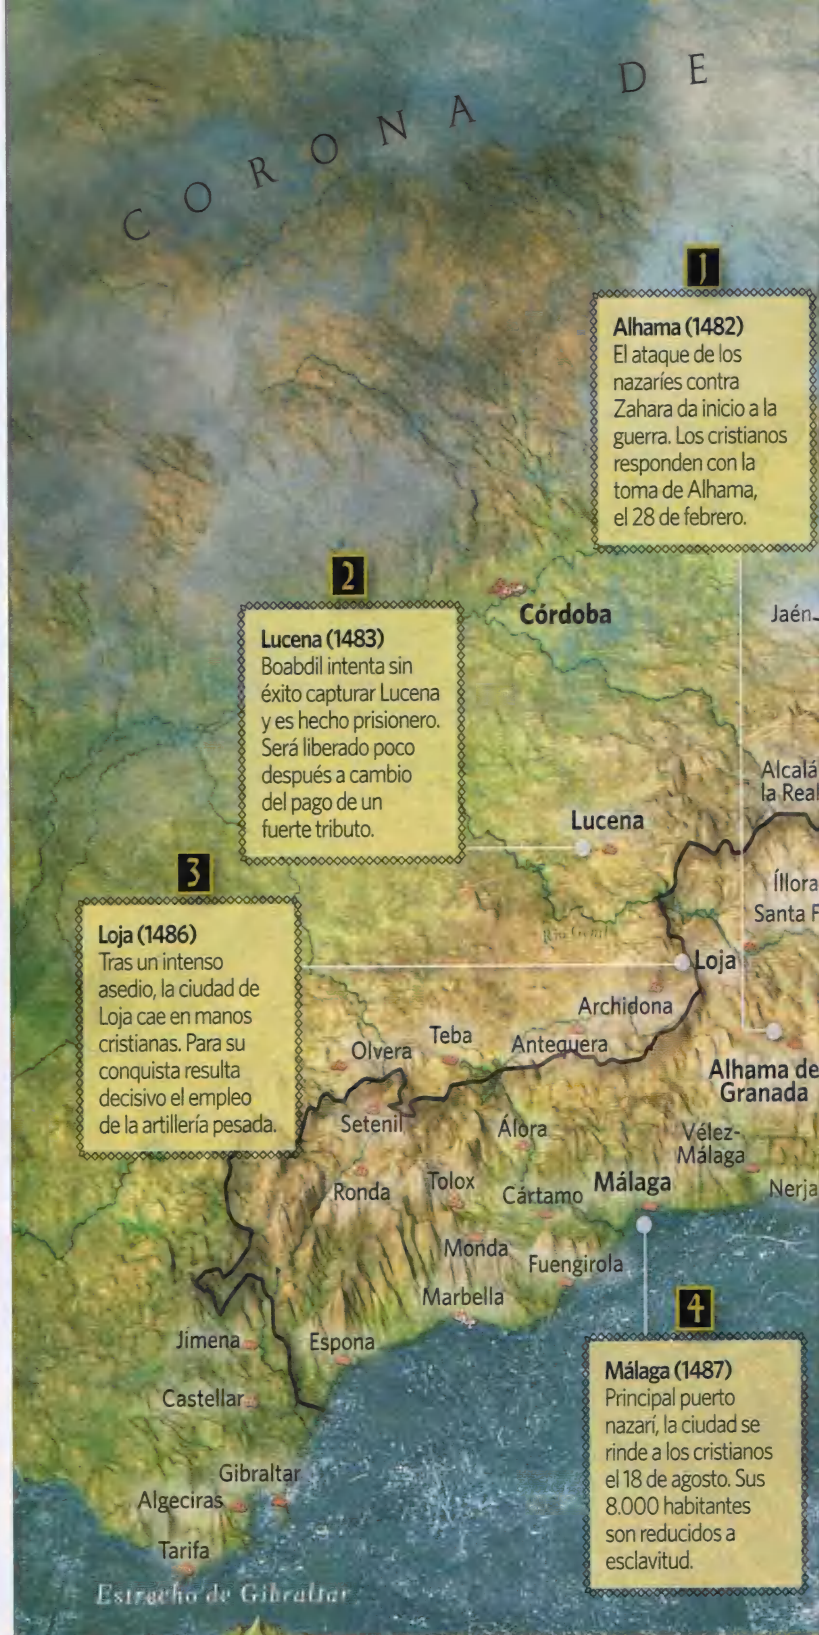 CORONA DE
1
Alhama (1482)
El ataque de los
nazaríes contra
Zahara da inicio a la
guerra. Los cristianos
responden con la
toma de Alhama,
el 28 de febrero.
2
Lucena (1483)
Boabdil intenta sin
éxito capturar Lucena
y es hecho prisionero.
Será liberado poco
después a cambio
del pago de un
fuerte tributo.
Córdoba
Jaén
Alcalá
la Real
Lucena
3
Loja (1486)
Tras un intenso
asedio, la ciudad de
Loja cae en manos
cristianas. Para su
conquista resulta
decisivo el empleo
de la artillería pesada.
Íllora
Santa F
Río Genil
Loja
Archidona
Teba
Antequera
Olvera
Alhama de
Granada
Setenil
Álora
Vélez-
Málaga
Ronda
Tolox
Cártamo
Málaga
Nerja
Monda
Fuengirola
Marbella
Jimena
Espona
Castellar
4
Málaga (1487)
Principal puerto
nazarí, la ciudad se
rinde a los cristianos
el 18 de agosto. Sus
8.000 habitantes
son reducidos a
esclavitud.
Gibraltar
Algeciras
Tarifa
Estrecho de Gibraltar